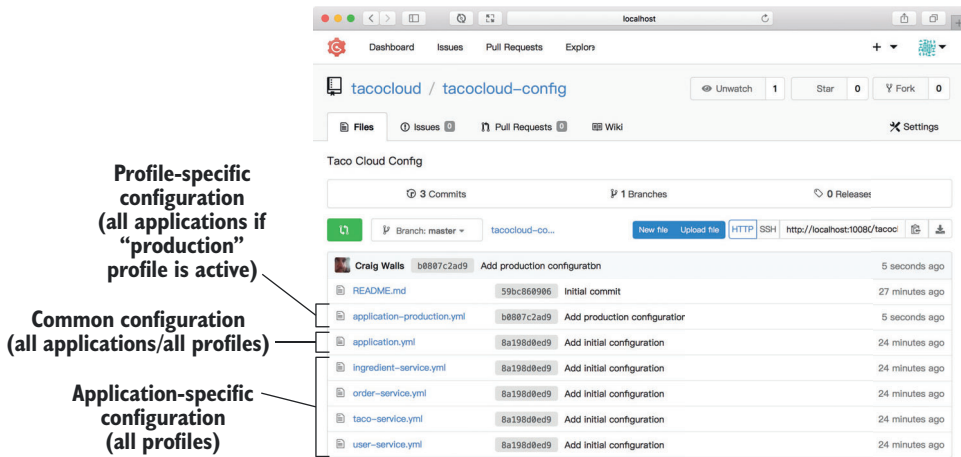 localhost
Dashboard Issues Pull Requests Explore
tacocloud / tacocloud-config
Unwatch 1 Star 0 Fork 0
Files Issues 0 Pull Requests 0 Wiki Settings
Taco Cloud Config
3 Commits 1 Branches 0 Releases
Branch: master tacocloud-co... New file Upload file HTTP SSH http://localhost:10080/tacocl
Craig Walls b0807c2ad9 Add production configuration 5 seconds ago
README.md 59bc860906 Initial commit 27 minutes ago
application-production.yml b0807c2ad9 Add production configuration 5 seconds ago
application.yml 8a198d0ed9 Add initial configuration 24 minutes ago
ingredient-service.yml 8a198d0ed9 Add initial configuration 24 minutes ago
order-service.yml 8a198d0ed9 Add initial configuration 24 minutes ago
taco-service.yml 8a198d0ed9 Add initial configuration 24 minutes ago
user-service.yml 8a198d0ed9 Add initial configuration 24 minutes ago
Profile-specific
configuration
(all applications if
“production”
profile is active)
Common configuration
(all applications/all profiles)
Application-specific
configuration
(all profiles)